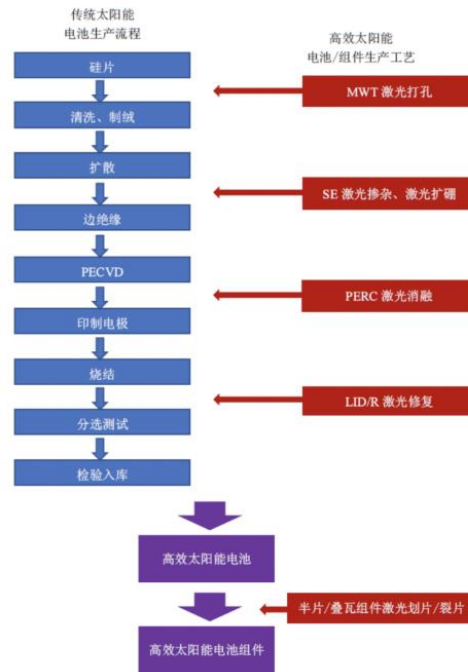 传统太阳能
电池生产流程
高效太阳能
电池/组件生产工艺
硅片
MWT 激光打孔
清洗、制绒
扩散
SE 激光掺杂、激光扩硼
边绝缘
PECVD
PERC 激光消融
印制电极
烧结
LID/R 激光修复
分选测试
检验入库
高效太阳能电池
半片/叠瓦组件激光划片/裂片
高效太阳能电池组件